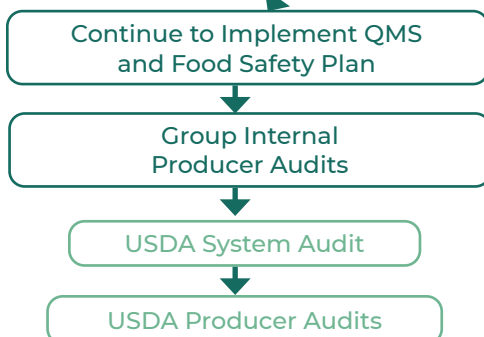 Continue to Implement QMS
and Food Safety Plan
Group Internal
Producer Audits
USDA System Audit
USDA Producer Audits